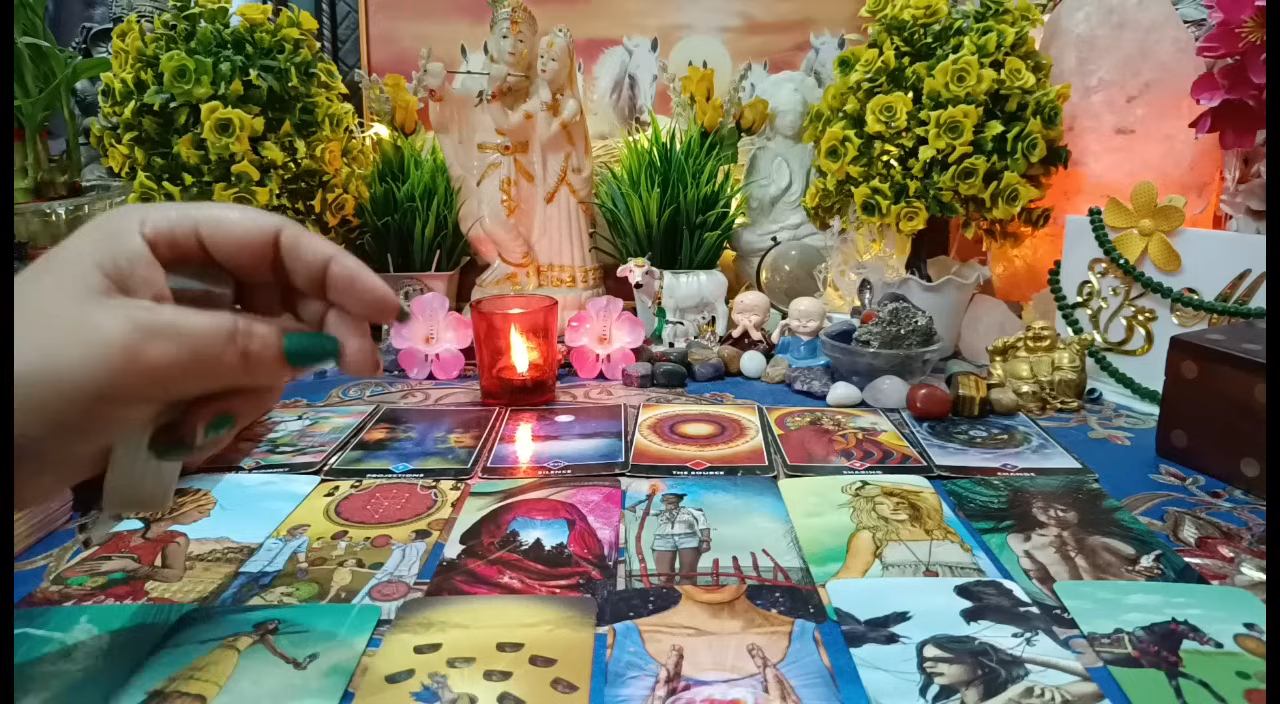 PROJECTIONS
SILENCE
THE SOURCE
SHARING
CHANGE